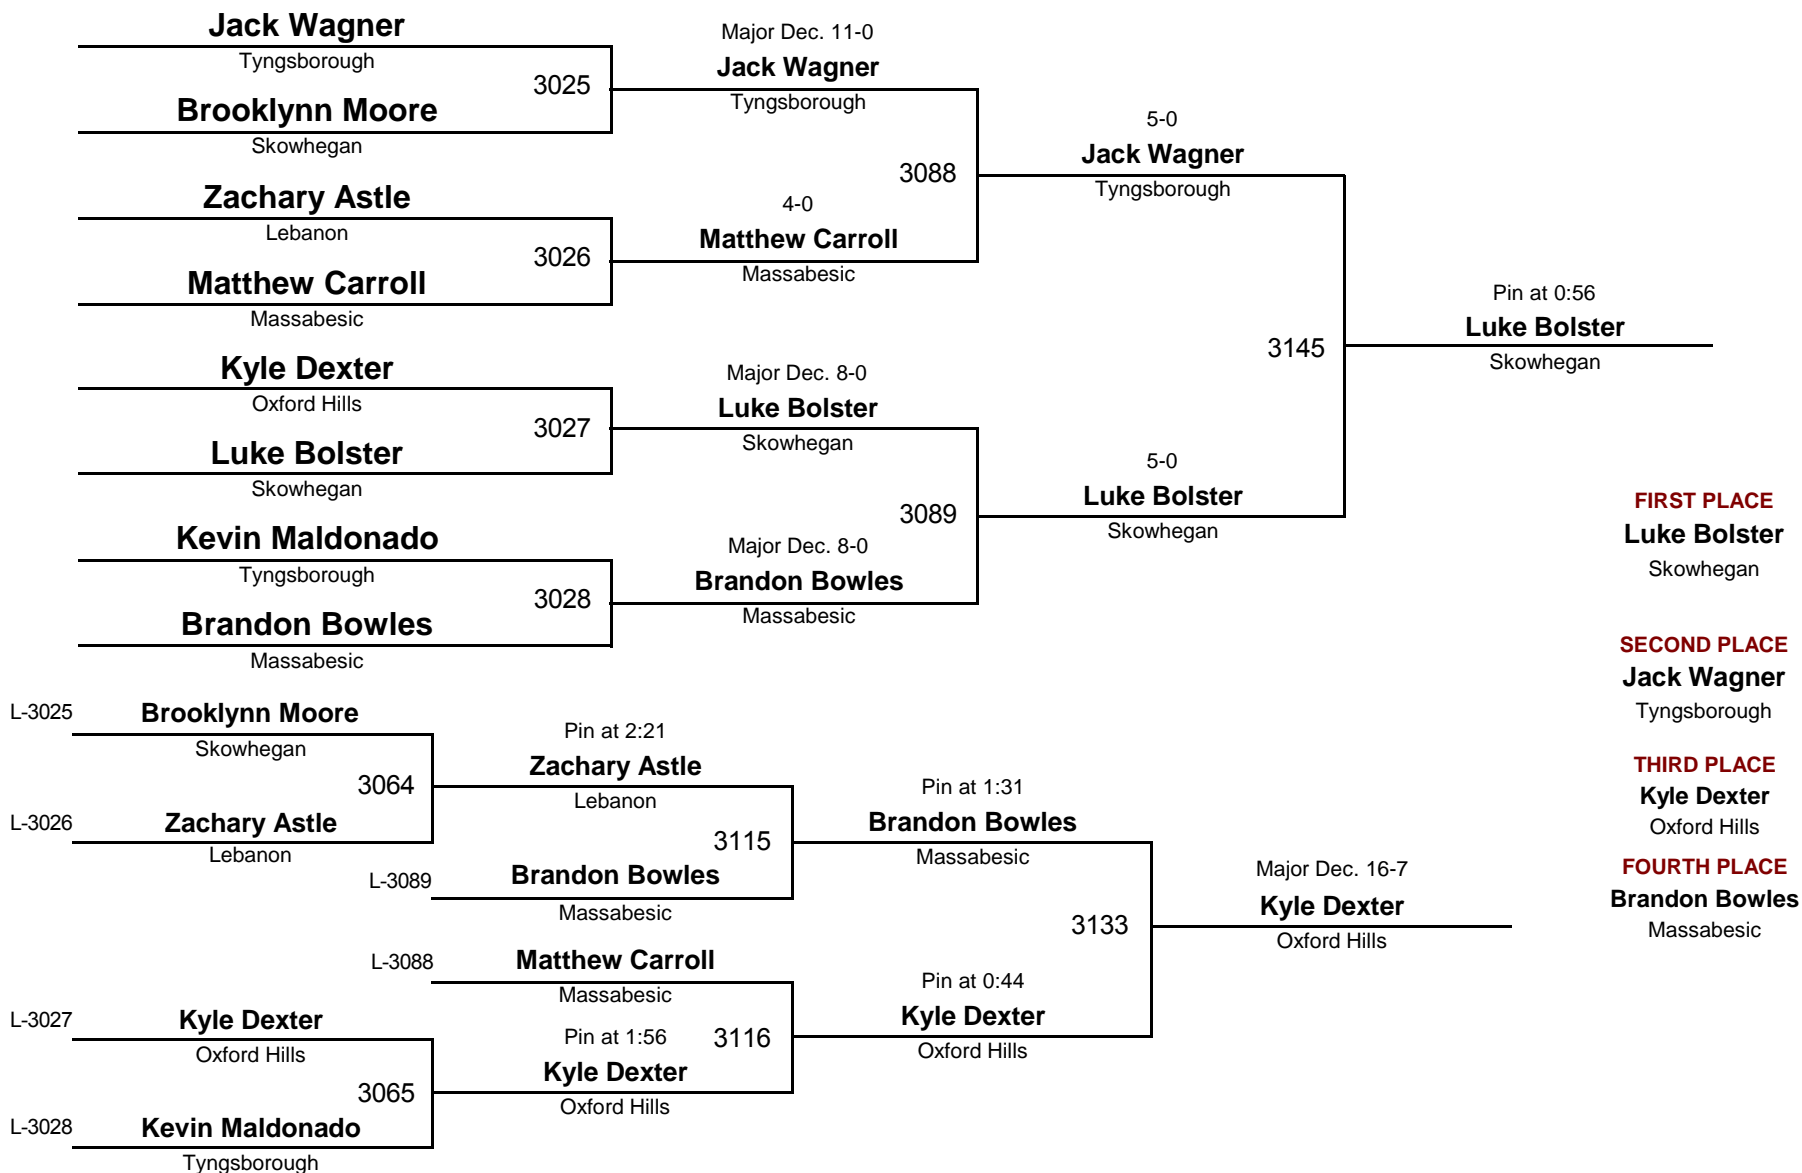 Jack Wagner
Tyngsborough
3025
Brooklynn Moore
Skowhegan
Major Dec. 11-0
Jack Wagner
Tyngsborough
Zachary Astle
Lebanon
3026
Matthew Carroll
Massabesic
4-0
Matthew Carroll
Massabesic
3088
5-0
Jack Wagner
Tyngsborough
Kyle Dexter
Oxford Hills
3027
Luke Bolster
Skowhegan
Major Dec. 8-0
Luke Bolster
Skowhegan
Kevin Maldonado
Tyngsborough
3028
Brandon Bowles
Massabesic
Major Dec. 8-0
Brandon Bowles
Massabesic
3089
5-0
Luke Bolster
Skowhegan
3145
Pin at 0:56
Luke Bolster
Skowhegan
FIRST PLACE
Luke Bolster
Skowhegan
SECOND PLACE
Jack Wagner
Tyngsborough
THIRD PLACE
Kyle Dexter
Oxford Hills
FOURTH PLACE
Brandon Bowles
Massabesic
L-3025
Brooklynn Moore
Skowhegan
3064
L-3026
Zachary Astle
Lebanon
Pin at 2:21
Zachary Astle
Lebanon
3115
L-3089
Brandon Bowles
Massabesic
Pin at 1:31
Brandon Bowles
Massabesic
L-3088
Matthew Carroll
Massabesic
L-3027
Kyle Dexter
Oxford Hills
3065
L-3028
Kevin Maldonado
Tyngsborough
Pin at 1:56
Kyle Dexter
Oxford Hills
3116
Pin at 0:44
Kyle Dexter
Oxford Hills
3133
Major Dec. 16-7
Kyle Dexter
Oxford Hills